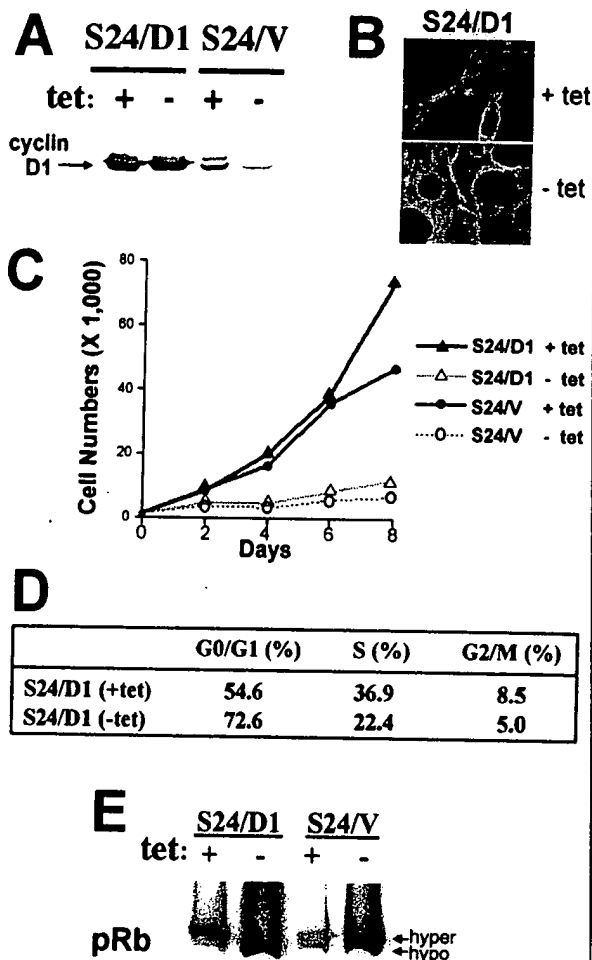 A
S24/D1 S24/V
tet: + - + -
cyclin
D1
B
S24/D1
+ tet
- tet
C
Cell Numbers (X 1,000)
80
60
40
20
0
0 2 4 6 8
Days
S24/D1 + tet
S24/D1 - tet
S24/V + tet
S24/V - tet
D
G0/G1 (%) S (%) G2/M (%)
S24/D1 (+tet) 54.6 36.9 8.5
S24/D1 (-tet) 72.6 22.4 5.0
E
S24/D1 S24/V
tet: + - + -
pRb
hyper
hypo